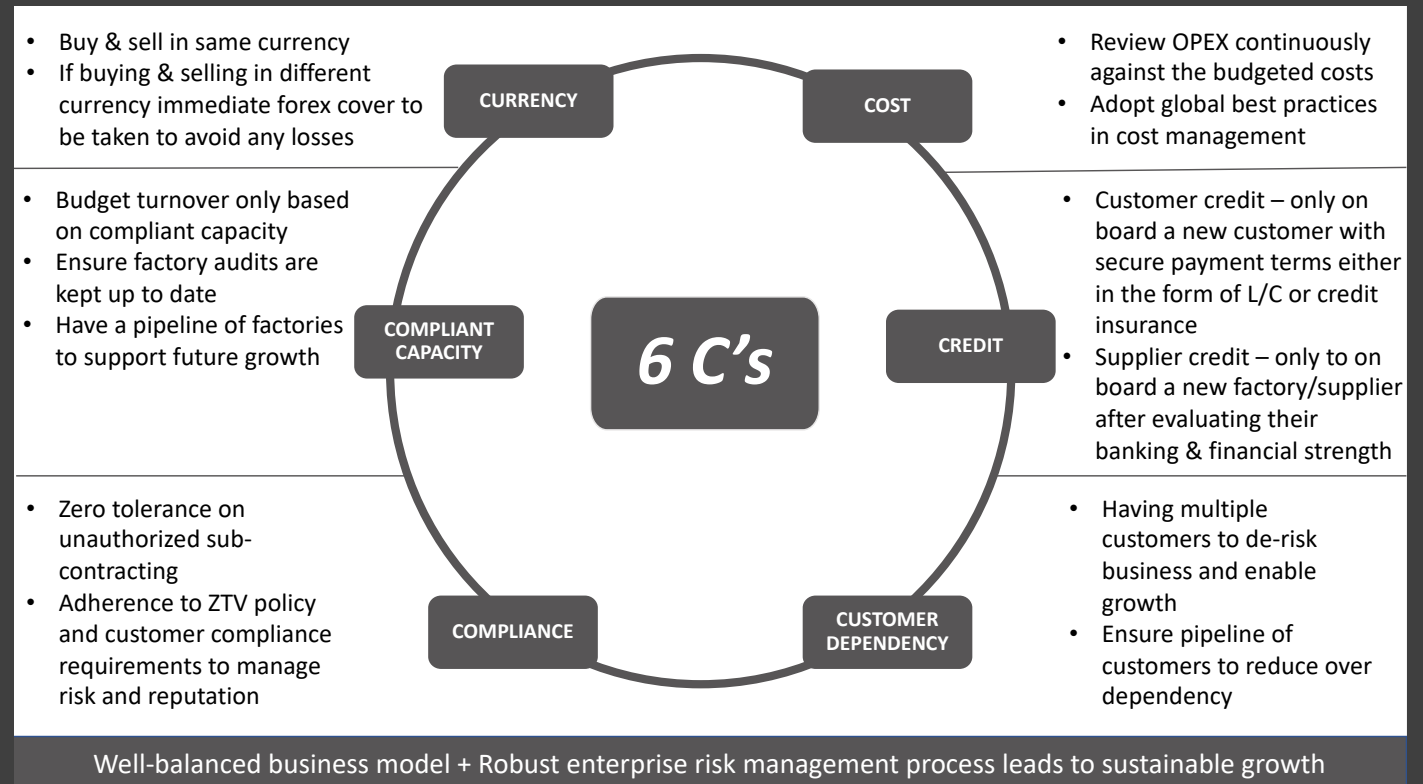 • Buy & sell in same currency
• If buying & selling in different
currency immediate forex cover to
be taken to avoid any losses
CURRENCY
COST
• Review OPEX continuously
against the budgeted costs
• Adopt global best practices
in cost management
• Budget turnover only based
on compliant capacity
• Ensure factory audits are
kept up to date
• Have a pipeline of factories
to support future growth
COMPLIANT
CAPACITY
6 C's
CREDIT
• Customer credit – only on
board a new customer with
secure payment terms either
in the form of L/C or credit
insurance
• Supplier credit – only to on
board a new factory/supplier
after evaluating their
banking & financial strength
• Zero tolerance on
unauthorized sub-
contracting
• Adherence to ZTV policy
and customer compliance
requirements to manage
risk and reputation
COMPLIANCE
CUSTOMER
DEPENDENCY
• Having multiple
customers to de-risk
business and enable
growth
• Ensure pipeline of
customers to reduce over
dependency
Well-balanced business model + Robust enterprise risk management process leads to sustainable growth